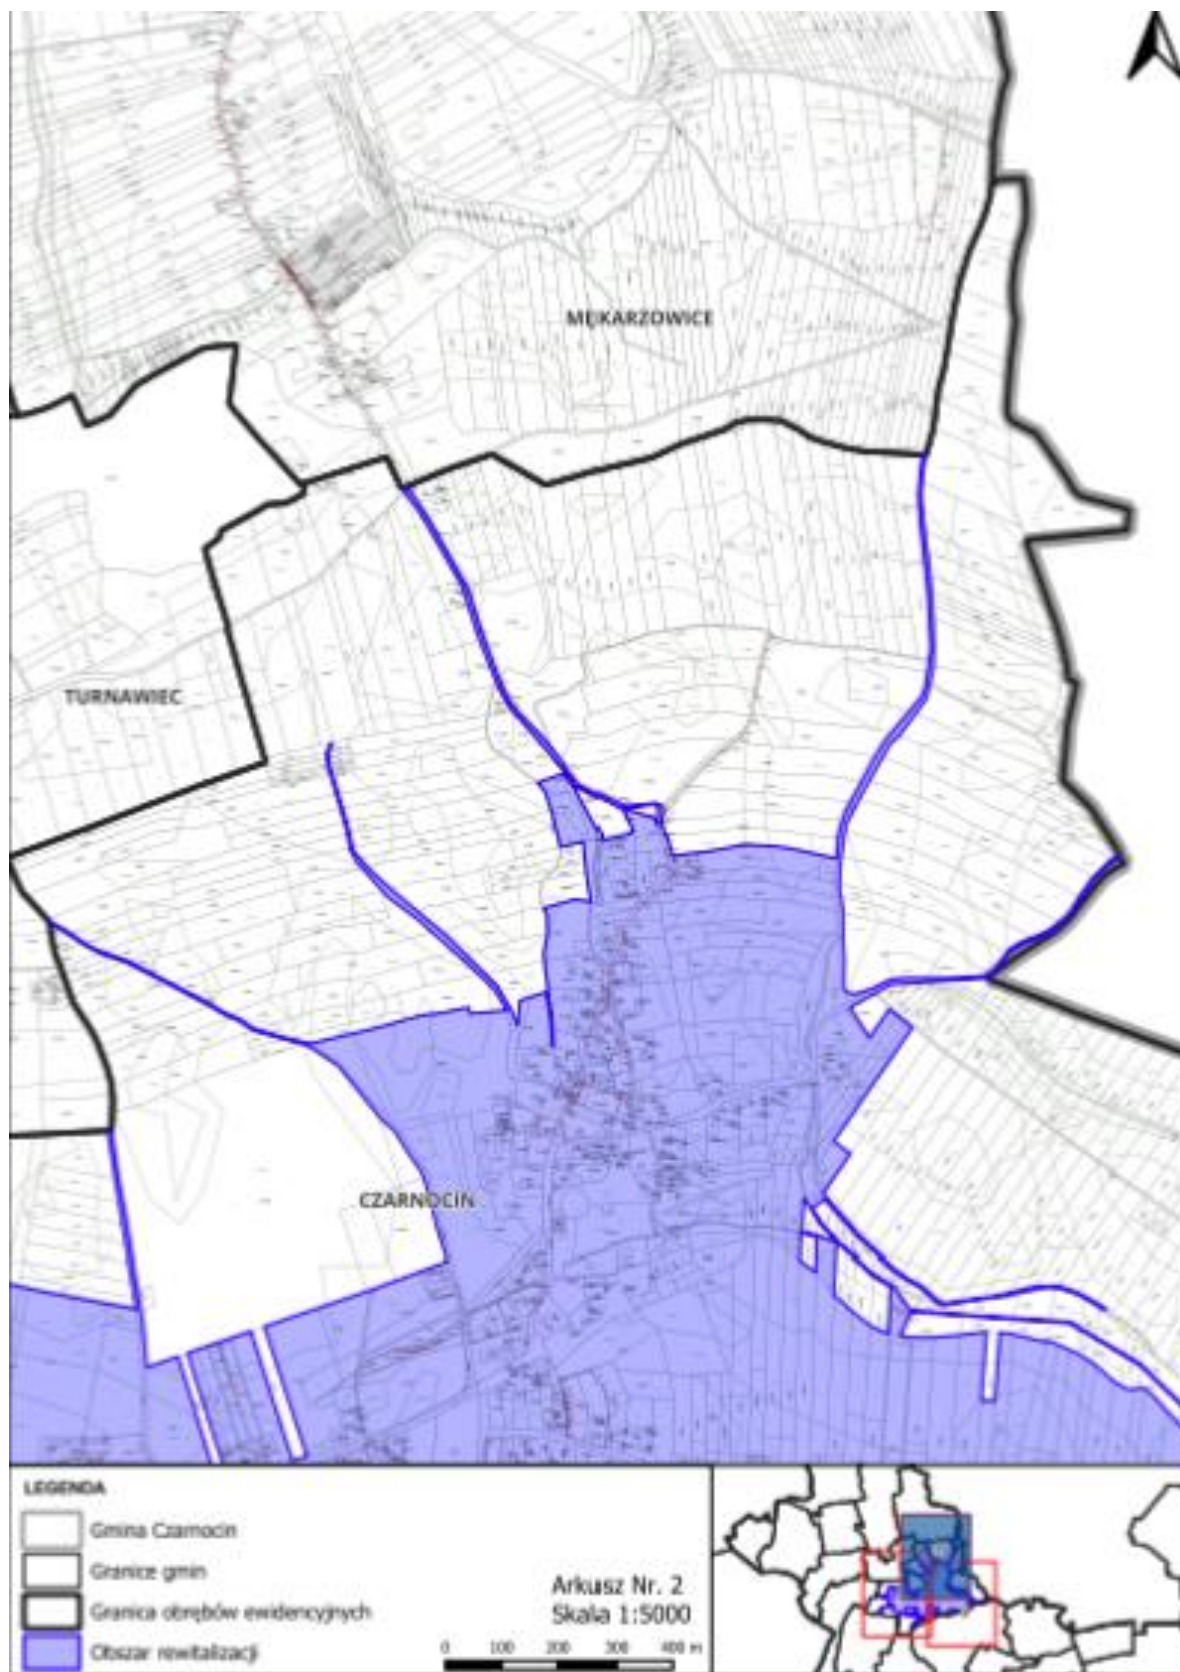 MĘKARZOWICE
TURNAWIEC
CZARNOCIN
LEGENDA
Gmina Czarnocin
Granice gmin
Granica obrębów ewidencyjnych
Obszar rewitalizacji
Arkusz Nr. 2
Skala 1:5000
0 100 200 300 400 m